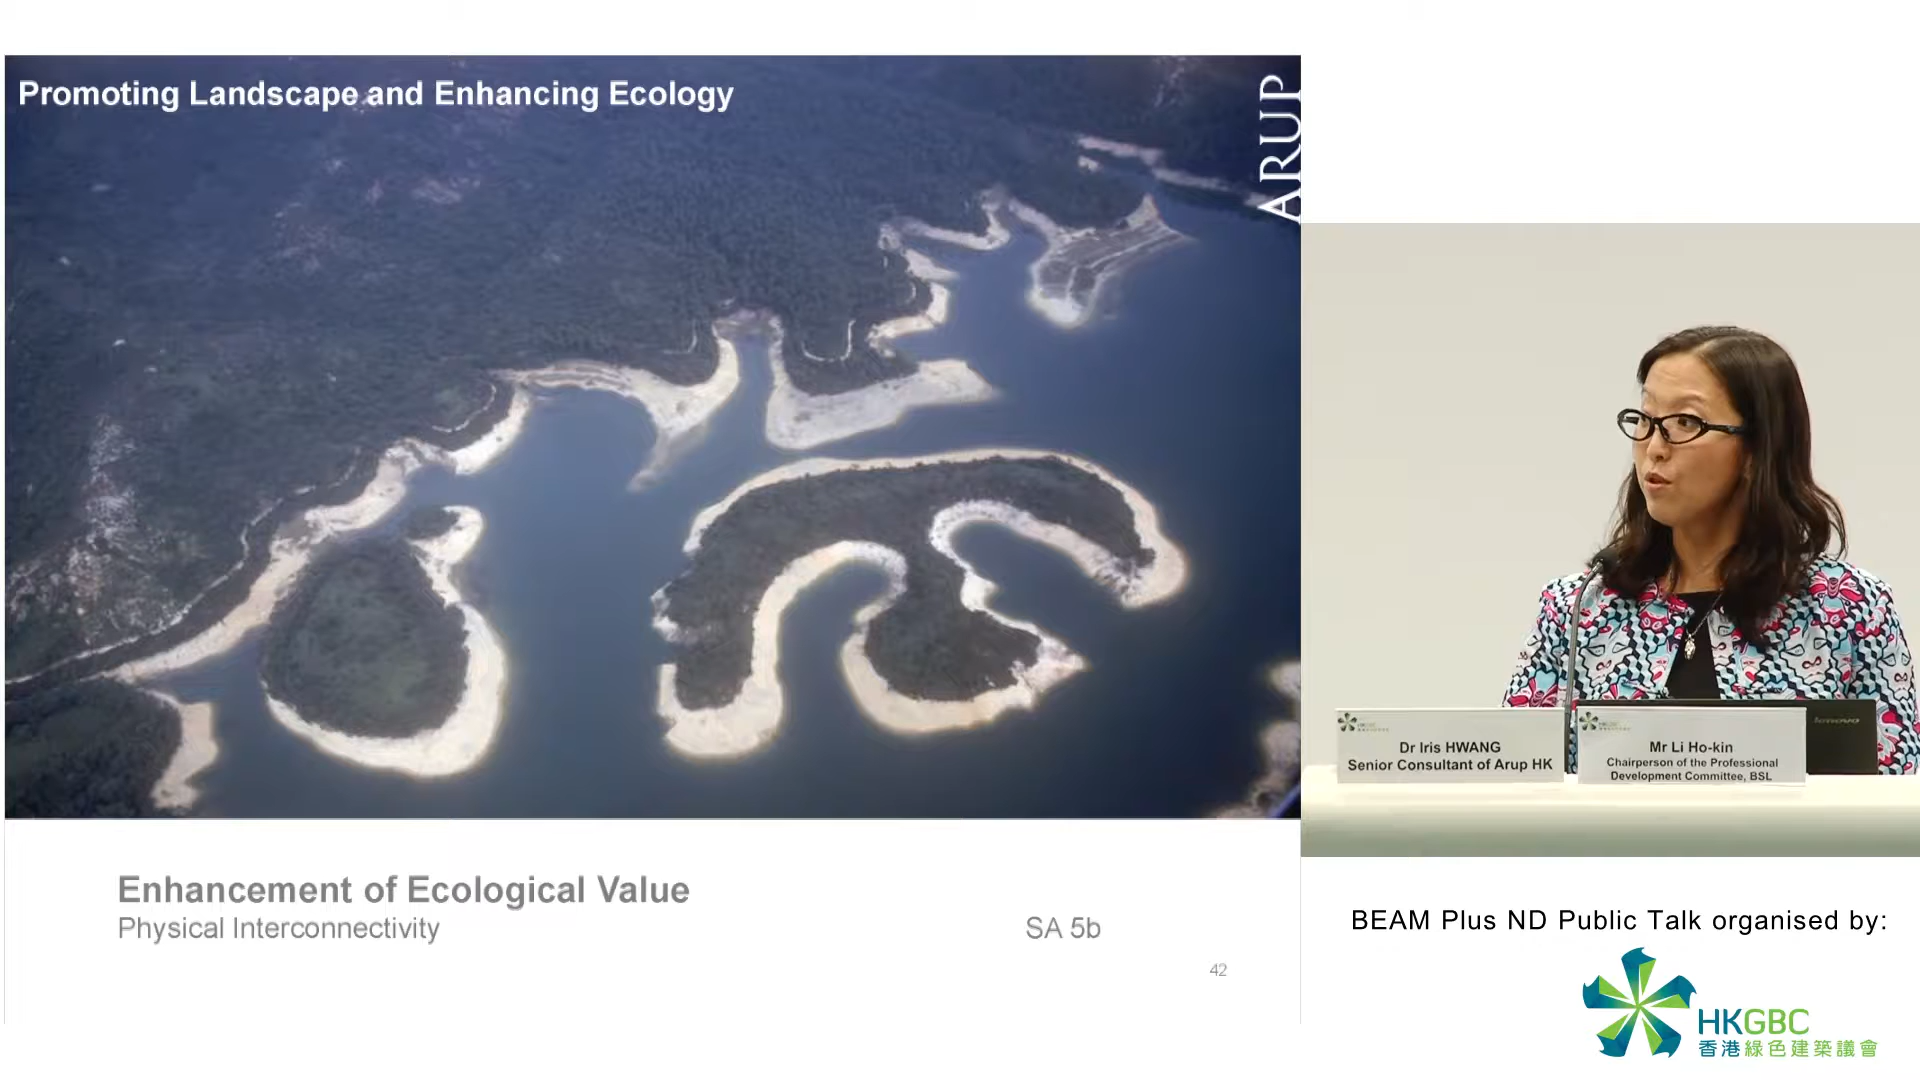 Promoting Landscape and Enhancing Ecology
ARUP
Enhancement of Ecological Value
Physical Interconnectivity
SA 5b
42
HKGBC
Dr Iris HWANG
Senior Consultant of Arup HK
HKGBC
Mr Li Ho-kin
Chairperson of the Professional
Development Committee, BSL
lenovo
BEAM Plus ND Public Talk organised by:
HKGBC
香港綠色建築議會